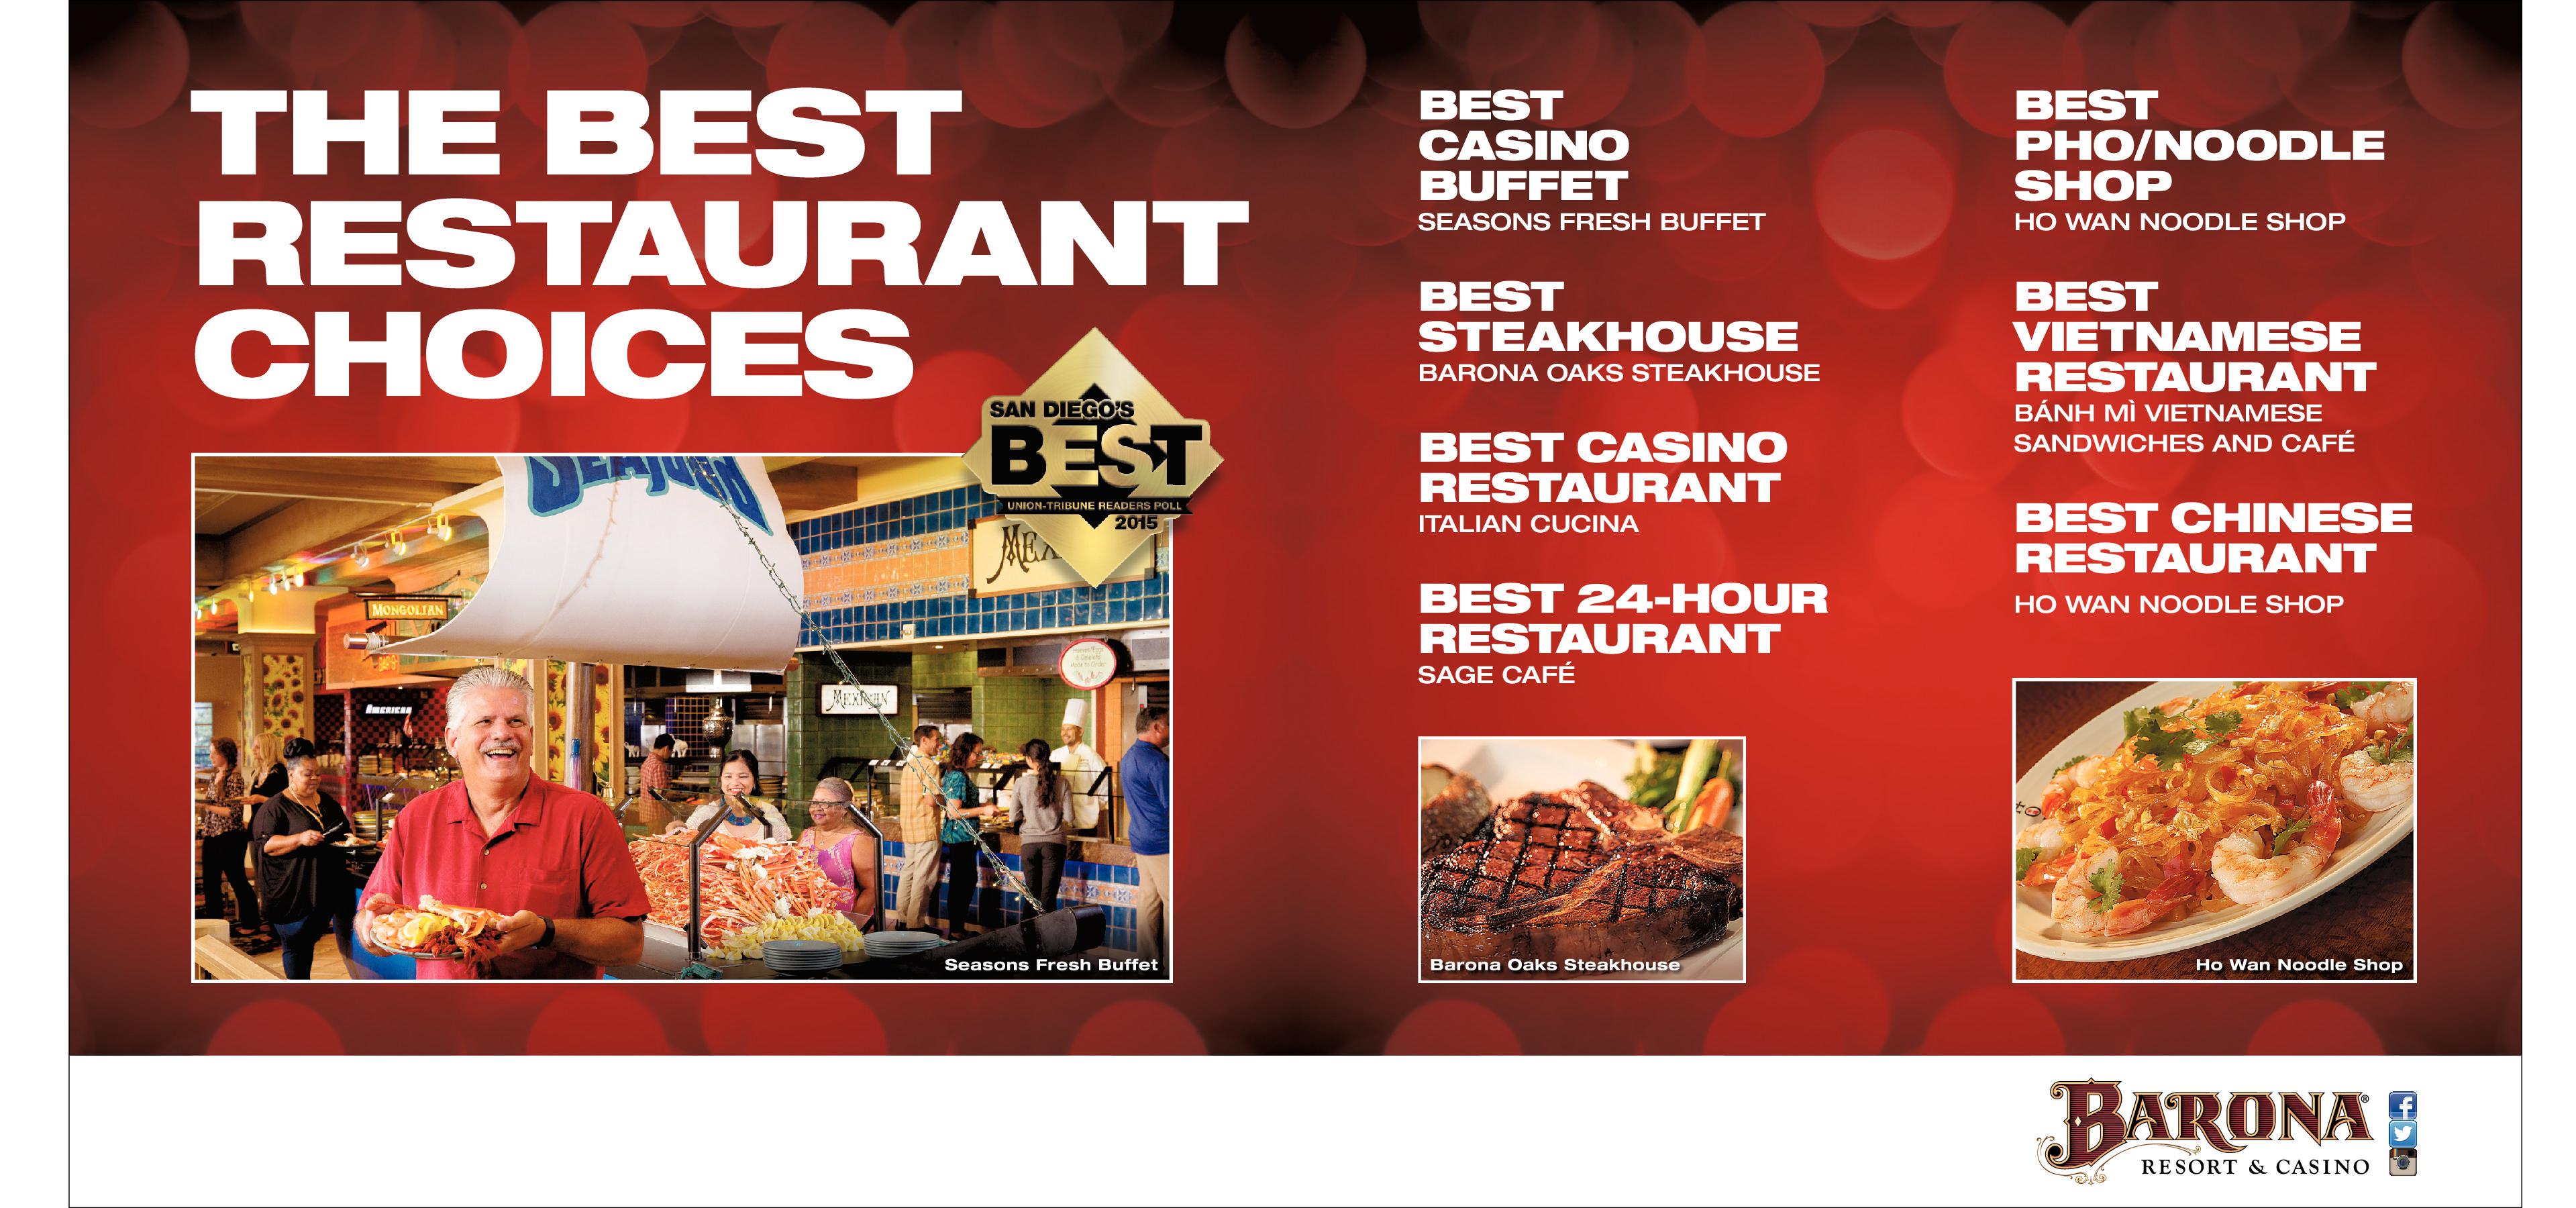 THE BEST
RESTAURANT
CHOICES
SAN DIEGO'S
BEST
UNION-TRIBUNE READERS POLL
2015
SEAFOOD
MONGOLIAN
AMERICAN
MEXICAN
Seasons Fresh Buffet
BEST
CASINO
BUFFET
SEASONS FRESH BUFFET
BEST
STEAKHOUSE
BARONA OAKS STEAKHOUSE
BEST CASINO
RESTAURANT
ITALIAN CUCINA
BEST 24-HOUR
RESTAURANT
SAGE CAFÉ
Barona Oaks Steakhouse
BEST
PHO/NOODLE
SHOP
HO WAN NOODLE SHOP
BEST
VIETNAMESE
RESTAURANT
BÁNH MÌ VIETNAMESE
SANDWICHES AND CAFÉ
BEST CHINESE
RESTAURANT
HO WAN NOODLE SHOP
Ho Wan Noodle Shop
BARONA®
RESORT & CASINO